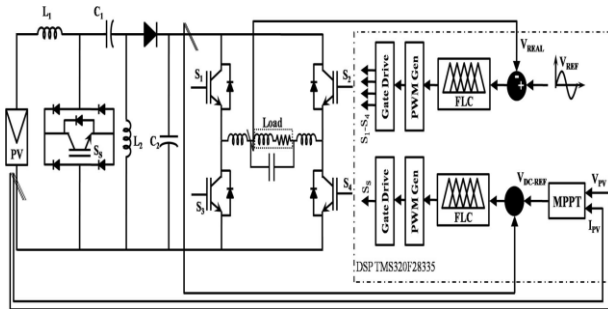 L1
C1
PV
S8
L2
C2
S1
S2
Load
S3
S4
S1-S4
Gate Drive
PWM Gen
FLC
VREAL
-
+
VREF
S8
Gate Drive
PWM Gen
FLC
VDC-REF
MPPT
VPV
IPV
DSP TMS320F28335